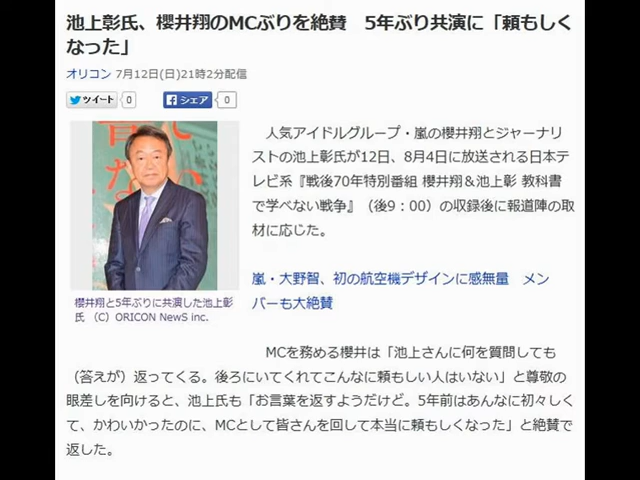 池上彰氏、櫻井翔のMCぶりを絶賛　5年ぶり共演に「頼もしく
なった」
オリコン 7月12日(日)21時2分配信
ツイート 0 シェア 0
人気アイドルグループ・嵐の櫻井翔とジャーナリ
ストの池上彰氏が12日、8月4日に放送される日本テ
レビ系『戦後70年特別番組 櫻井翔＆池上彰 教科書
で学べない戦争』（後9：00）の収録後に報道陣の取
材に応じた。
嵐・大野智、初の航空機デザインに感無量　メン
バーも大絶賛
櫻井翔と5年ぶりに共演した池上彰
氏 （C）ORICON NewS inc.
MCを務める櫻井は「池上さんに何を質問しても
（答えが）返ってくる。後ろにいてくれてこんなに頼もしい人はいない」と尊敬の
眼差しを向けると、池上氏も「お言葉を返すようだけど。5年前はあんなに初々しく
て、かわいかったのに、MCとして皆さんを回して本当に頼もしくなった」と絶賛で
返した。